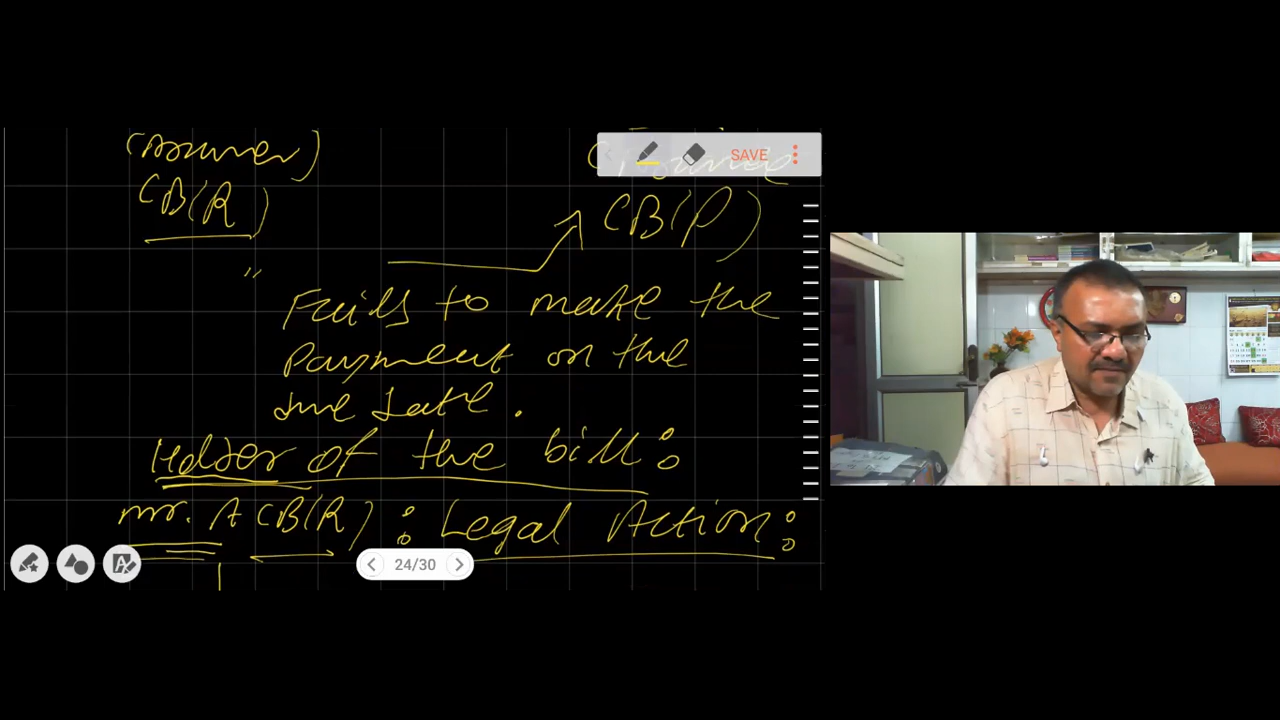 (Drawer)
CB(R)
SAVE
CB(P)
Fails to make the
payment on the
due date.
Holder of the bill:
mr. A CB(R) : Legal Action:
24/30